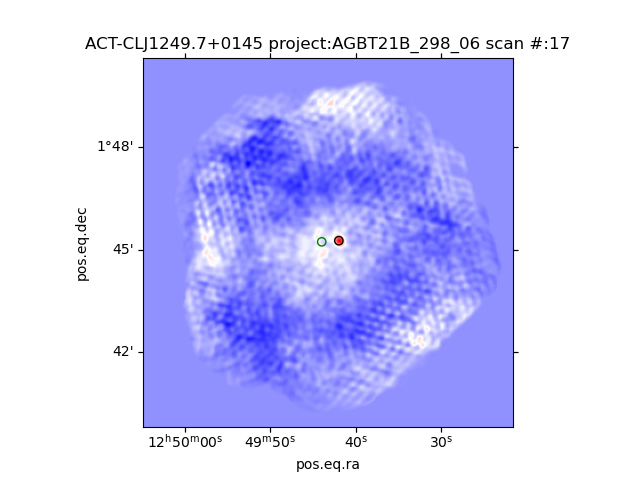 ACT-CLJ1249.7+0145 project:AGBT21B_298_06 scan #:17
1°48'
45'
42'
pos.eq.dec
12ʰ50ᵐ00ˢ 49ᵐ50ˢ 40ˢ 30ˢ
pos.eq.ra